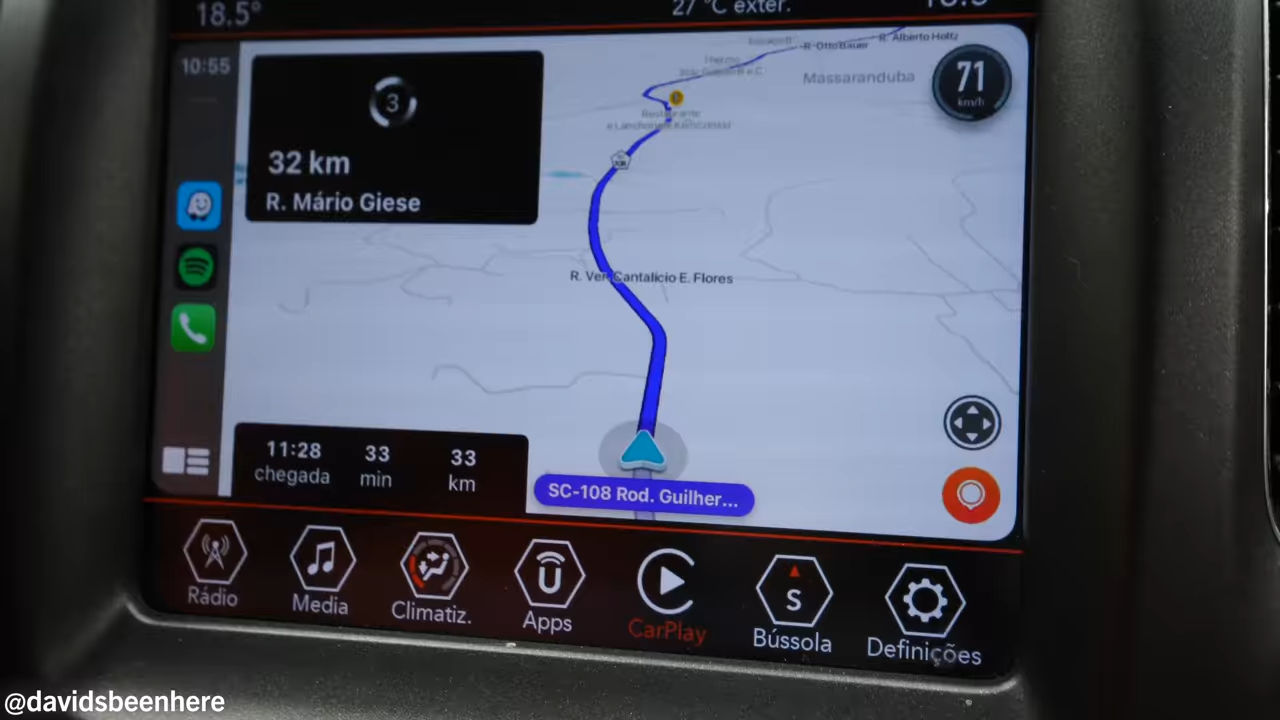 18.5°
27 °C exter.
10:55
3
32 km
R. Mário Giese
R. Otto Bauer
R. Alberto Holtz
Massaranduba
71
km/h
Restaurante
R. Ver. Cantalício E. Flores
11:28
chegada
33
min
33
km
SC-108 Rod. Guilher...
Rádio
Media
Climatiz.
U
Apps
CarPlay
S
Bússola
Definições
@davidsbeenhere